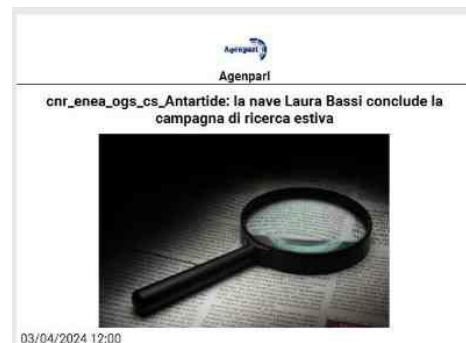 Agenparl
Agenparl
cnr_enea_ogs_cs_Antartide: la nave Laura Bassi conclude la
campagna di ricerca estiva
03/04/2024 12:00